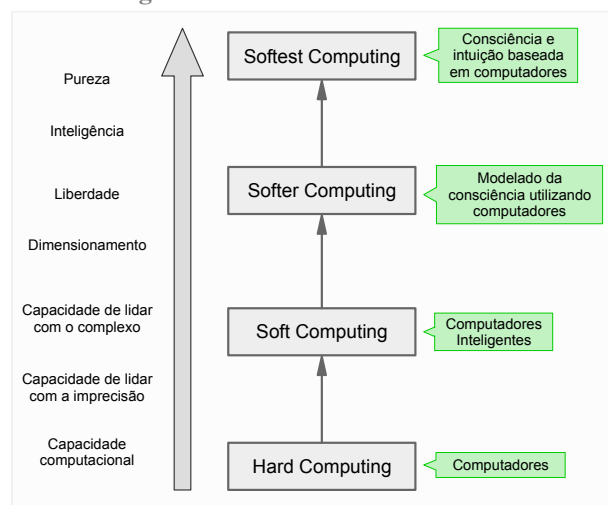 Softest Computing
Consciência e
intuição baseada
em computadores
Pureza
Inteligência
Liberdade
Softer Computing
Modelado da
consciência utilizando
computadores
Dimensionamento
Capacidade de lidar
com o complexo
Soft Computing
Computadores
Inteligentes
Capacidade de lidar
com a imprecisão
Capacidade
computacional
Hard Computing
Computadores